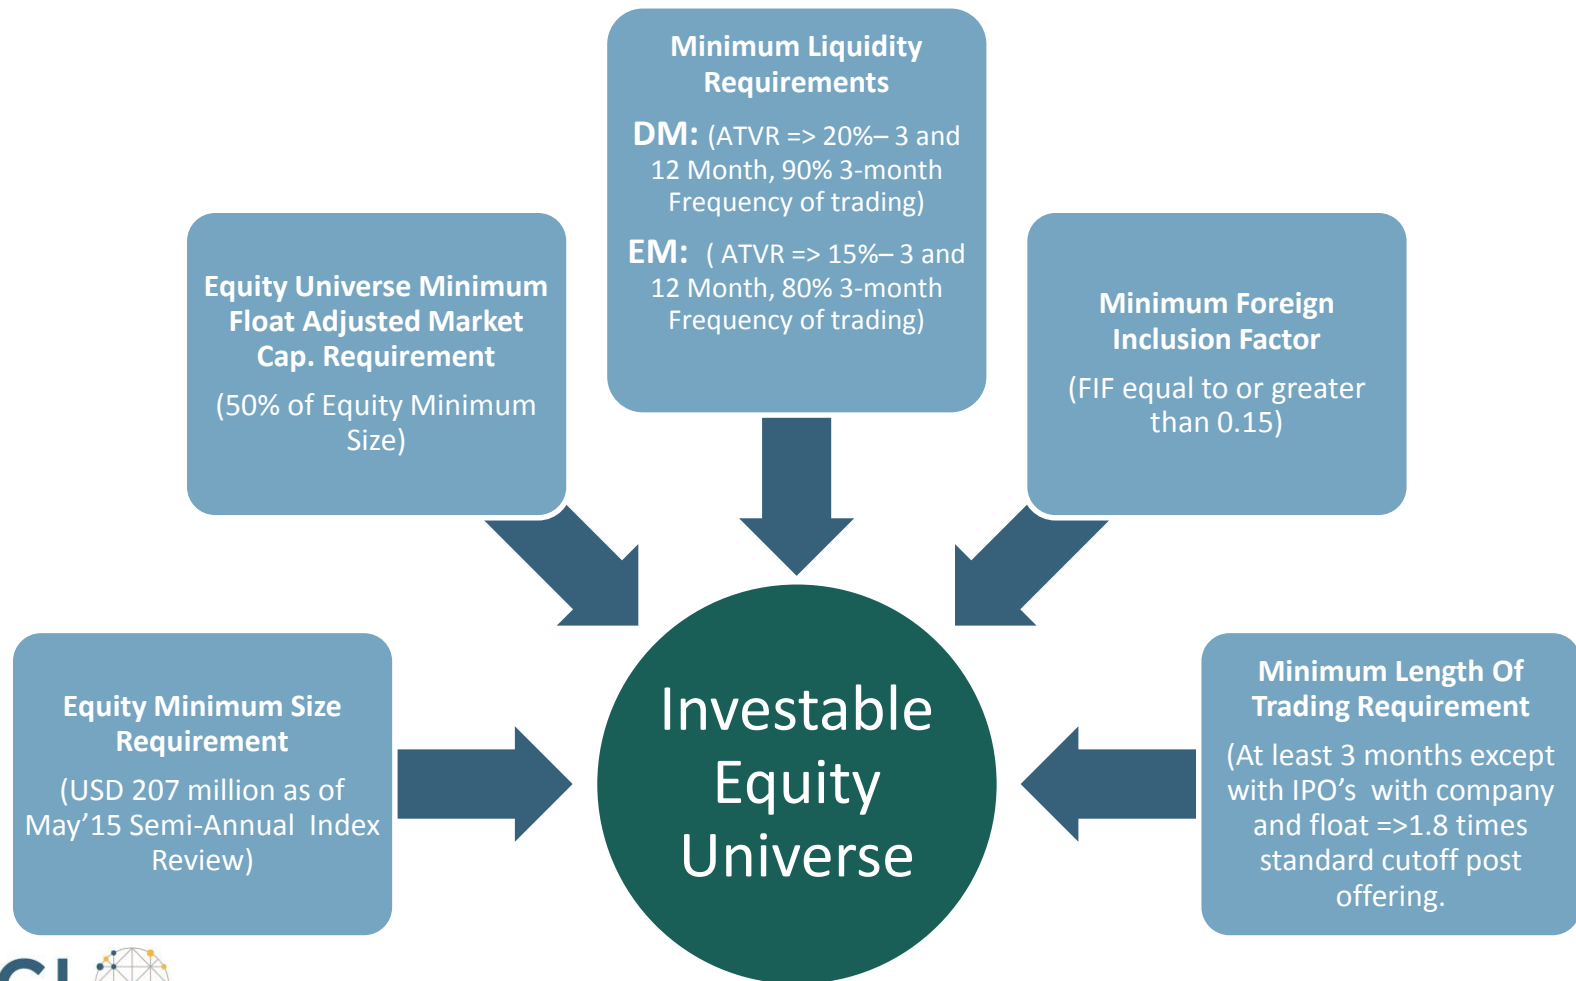 Minimum Liquidity
Requirements
DM: (ATVR => 20%– 3 and
12 Month, 90% 3-month
Frequency of trading)
EM:  ( ATVR => 15%– 3 and
12 Month, 80% 3-month
Frequency of trading)
Equity Universe Minimum
Float Adjusted Market
Cap. Requirement
(50% of Equity Minimum
Size)
Minimum Foreign
Inclusion Factor
(FIF equal to or greater
than 0.15)
Equity Minimum Size
Requirement
(USD 207 million as of
May’15 Semi-Annual  Index
Review)
Investable
Equity
Universe
Minimum Length Of
Trading Requirement
(At least 3 months except
with IPO’s  with company
and float =>1.8 times
standard cutoff post
offering.